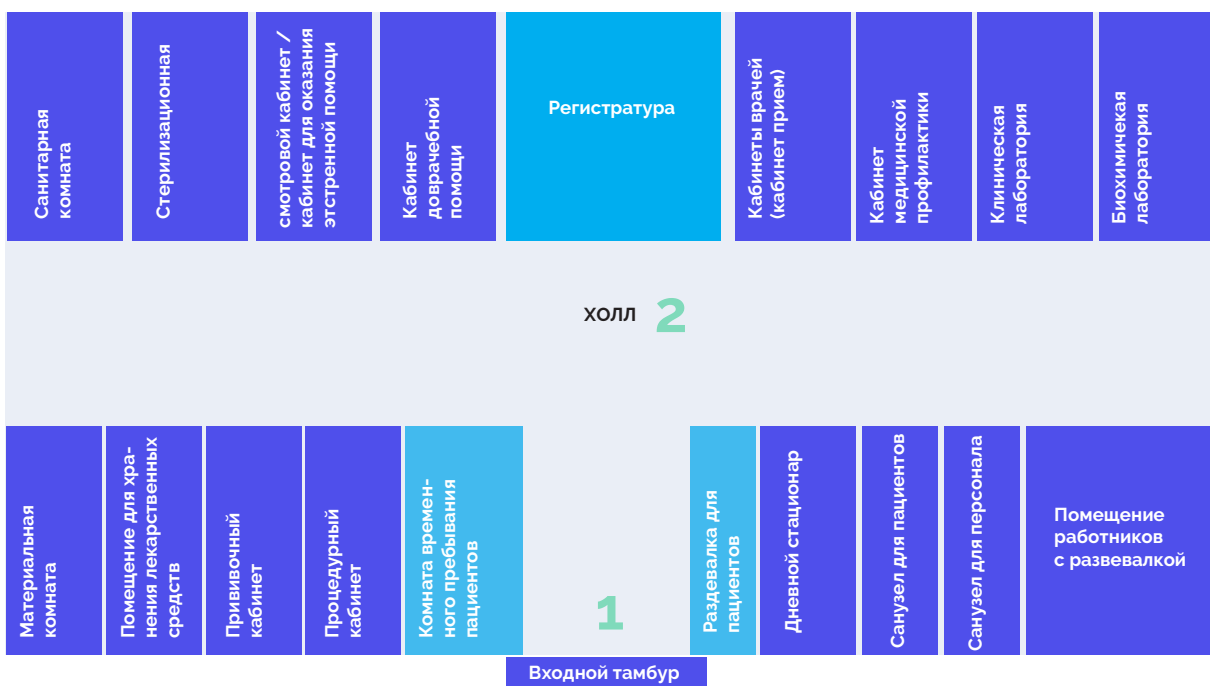 Санитарная
комната
Стерилизационная
смотровой кабинет /
кабинет для оказания
этстренной помощи
Кабинет
доврачебной
помощи
Регистратура
Кабинеты врачей
(кабинет прием)
Кабинет
медицинской
профилактики
Клиническая
лаборатория
Биохимичекая
лаборатория
ХОЛЛ 2
Материальная
комната
Помещение для хра-
нения лекарственных
средств
Прививочный
кабинет
Процедурный
кабинет
Комната времен-
ного пребывания
пациентов
1
Раздевалка для
пациентов
Дневной стационар
Санузел для пациентов
Санузел для персонала
Помещение
работников
с развевалкой
Входной тамбур